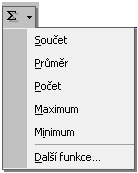 Σ
Součet
Průměr
Počet
Maximum
Minimum
Další funkce...